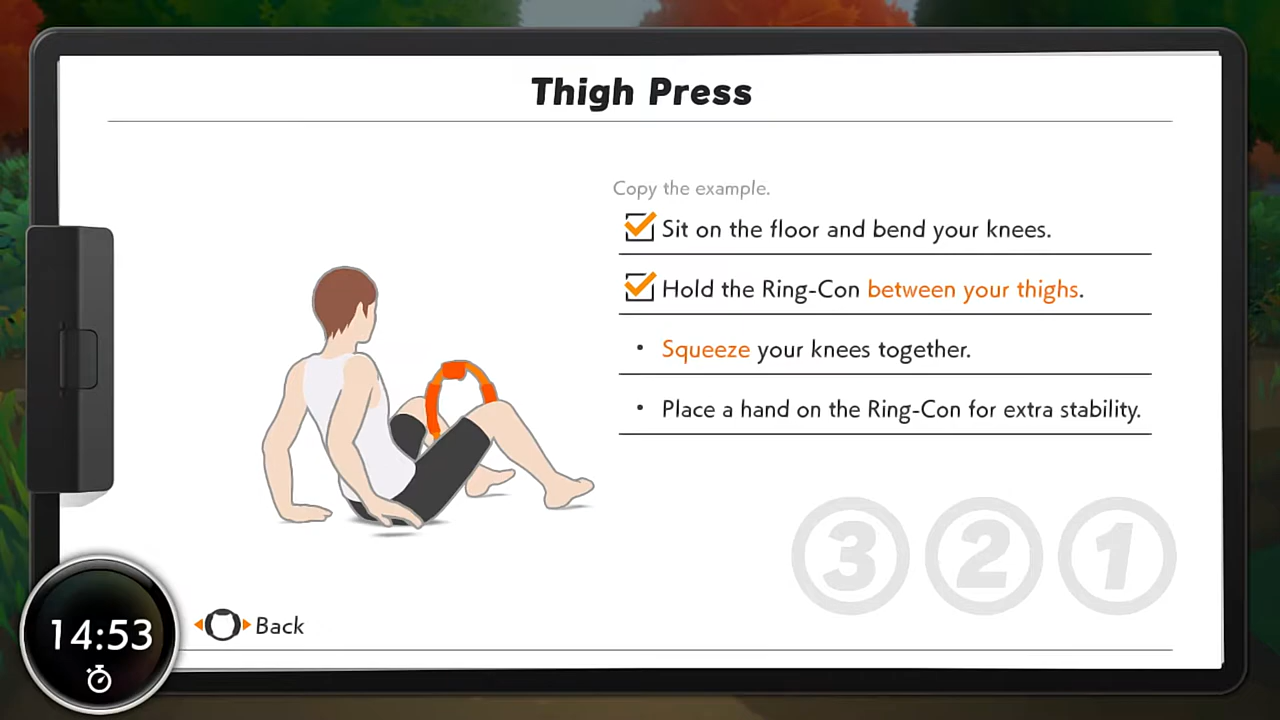 Thigh Press
Copy the example.
Sit on the floor and bend your knees.
Hold the Ring-Con between your thighs.
• Squeeze your knees together.
• Place a hand on the Ring-Con for extra stability.
3 2 1
14:53
Back